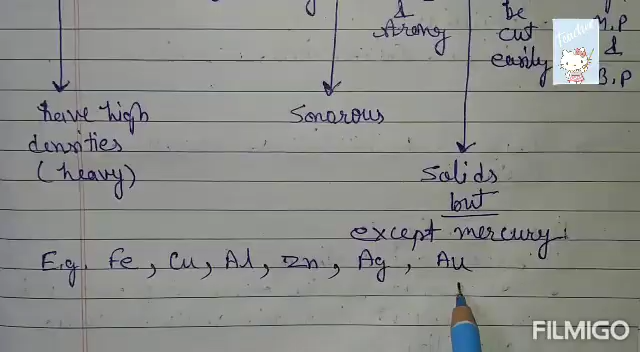 &
strong
be
cut
easily
Teacher
M.P
&
B.P
have high
densities
(heavy)
Sonorous
Solids
but
except mercury.
E.g. Fe, Cu, Al, Zn, Ag, Au
FILMIGO